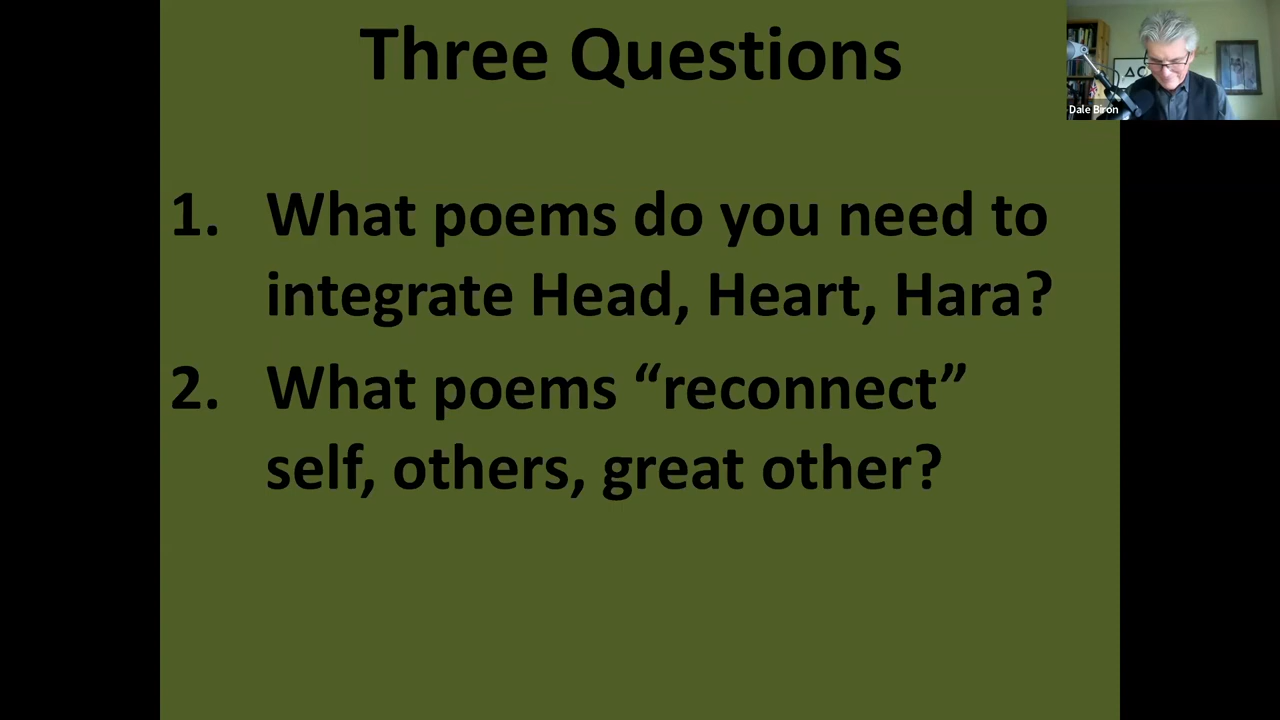 Three Questions
1. What poems do you need to
integrate Head, Heart, Hara?
2. What poems “reconnect”
self, others, great other?
Dale Biron